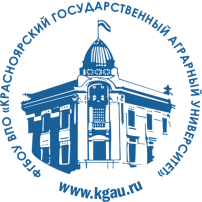 ФГБОУ ВПО «КРАСНОЯРСКИЙ ГОСУДАРСТВЕННЫЙ АГРАРНЫЙ УНИВЕРСИТЕТ»
www.kgau.ru